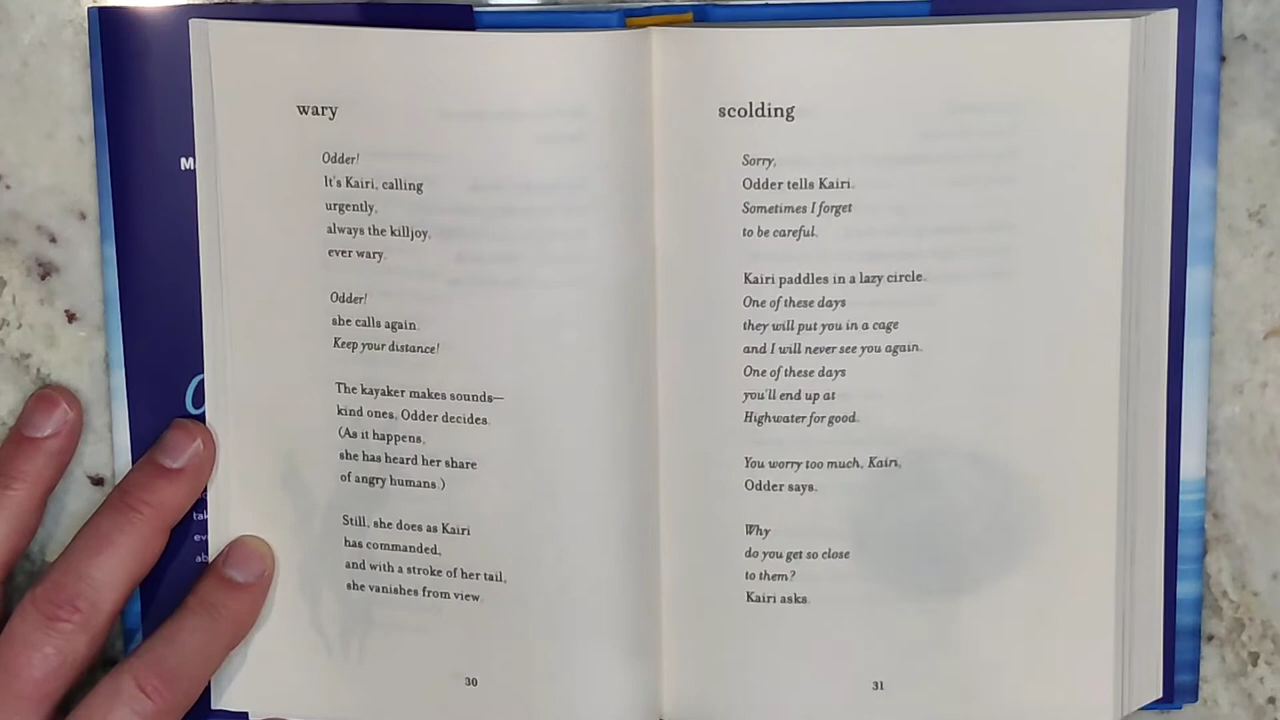 wary
Odder!
It's Kairi, calling
urgently,
always the killjoy,
ever wary.
Odder!
she calls again.
Keep your distance!
The kayaker makes sounds—
kind ones, Odder decides.
(As it happens,
she has heard her share
of angry humans.)
Still, she does as Kairi
has commanded,
and with a stroke of her tail,
she vanishes from view.
30
scolding
Sorry,
Odder tells Kairi.
Sometimes I forget
to be careful.
Kairi paddles in a lazy circle.
One of these days
they will put you in a cage
and I will never see you again.
One of these days
you'll end up at
Highwater for good.
You worry too much, Kairi,
Odder says.
Why
do you get so close
to them?
Kairi asks.
31